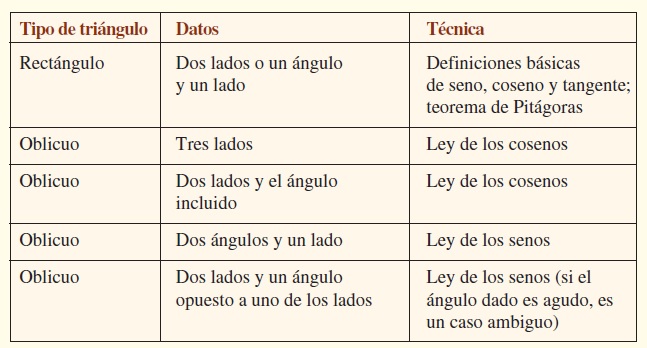 Tipo de triángulo Datos Técnica
Rectángulo Dos lados o un ángulo Definiciones básicas
y un lado de seno, coseno y tangente;
teorema de Pitágoras
Oblicuo Tres lados Ley de los cosenos
Oblicuo Dos lados y el ángulo Ley de los cosenos
incluido
Oblicuo Dos ángulos y un lado Ley de los senos
Oblicuo Dos lados y un ángulo Ley de los senos (si el
opuesto a uno de los lados ángulo dado es agudo, es
un caso ambiguo)